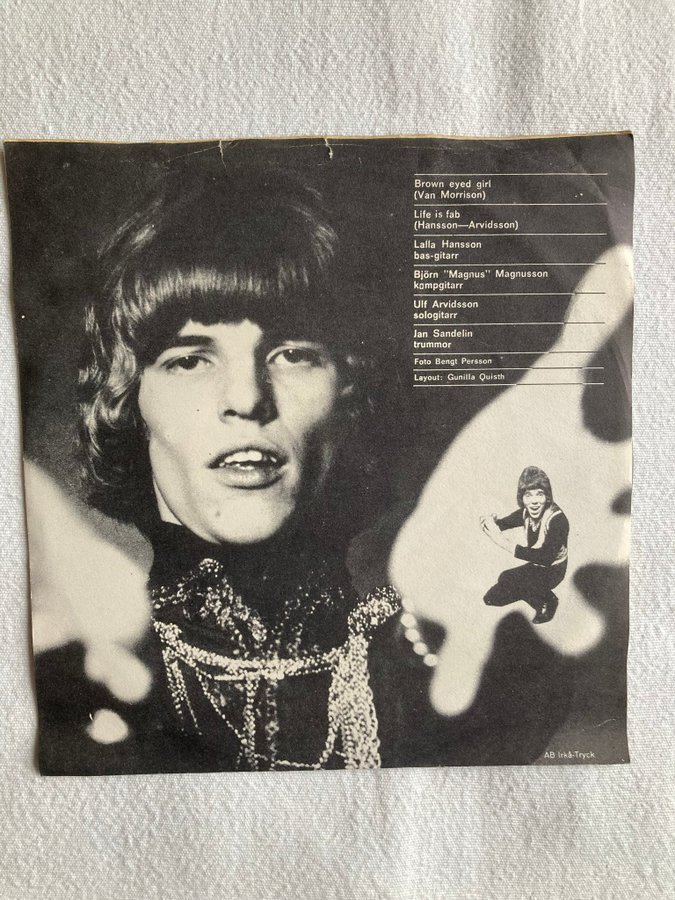 Brown eyed girl
(Van Morrison)
Life is fab
(Hansson—Arvidsson)
Lalla Hansson
bas-gitarr
Björn "Magnus" Magnusson
kompgitarr
Ulf Arvidsson
sologitarr
Jan Sandelin
trummor
Foto Bengt Persson
Layout: Gunilla Quisth
AB Irkå-Tryck